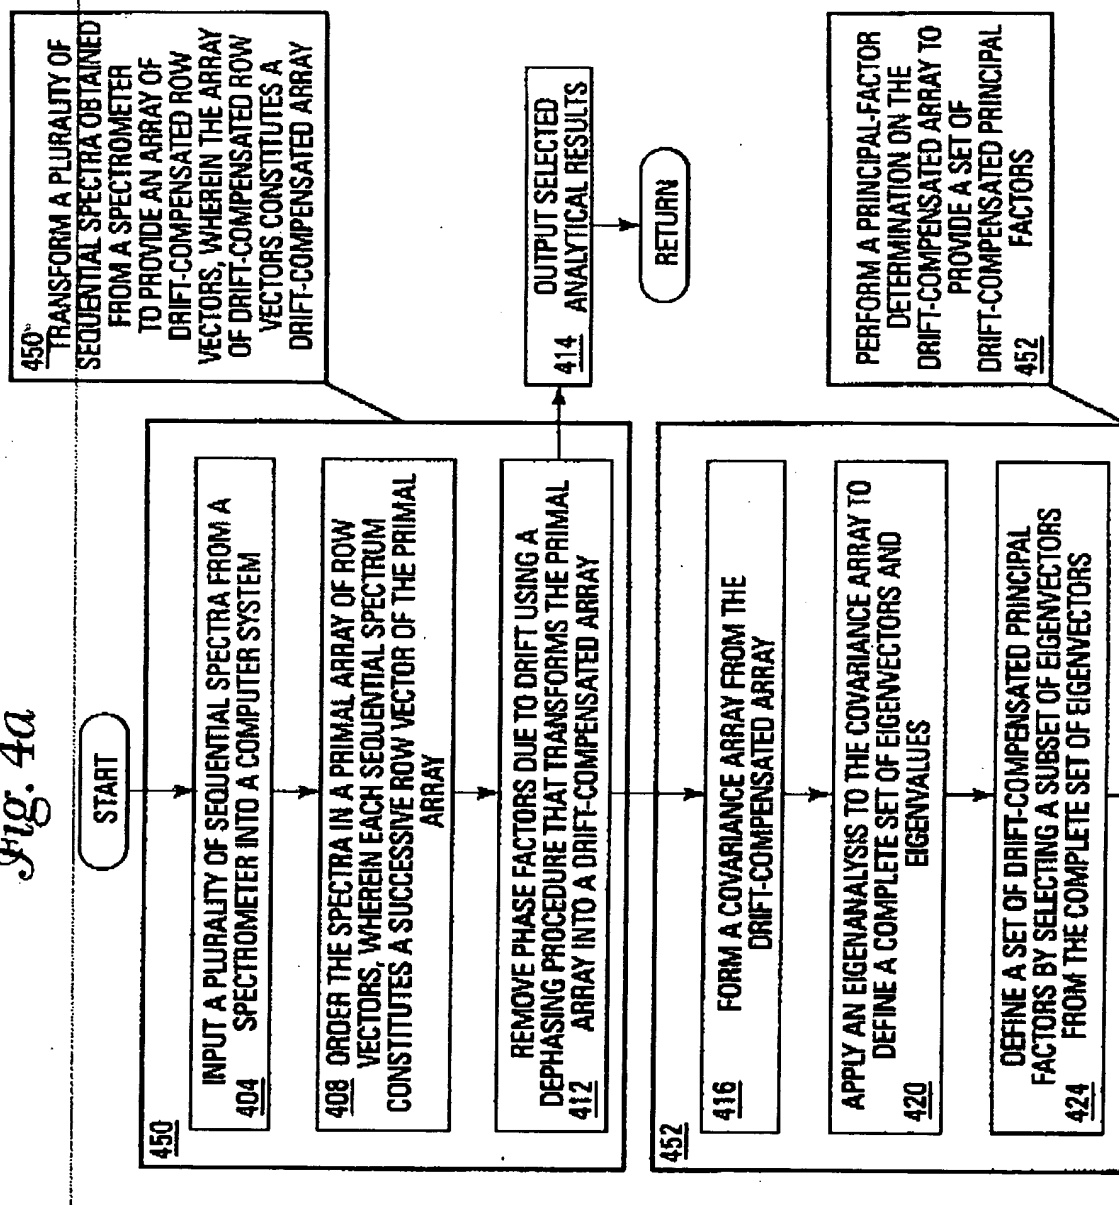 Fig. 4a
START
450
INPUT A PLURALITY OF SEQUENTIAL SPECTRA FROM A
SPECTROMETER INTO A COMPUTER SYSTEM
404
408 ORDER THE SPECTRA IN A PRIMAL ARRAY OF ROW
VECTORS, WHEREIN EACH SEQUENTIAL SPECTRUM
CONSTITUTES A SUCCESSIVE ROW VECTOR OF THE PRIMAL
ARRAY
REMOVE PHASE FACTORS DUE TO DRIFT USING A
DEPHASING PROCEDURE THAT TRANSFORMS THE PRIMAL
412 ARRAY INTO A DRIFT-COMPENSATED ARRAY
450 TRANSFORM A PLURALITY OF
SEQUENTIAL SPECTRA OBTAINED
FROM A SPECTROMETER
TO PROVIDE AN ARRAY OF
DRIFT-COMPENSATED ROW
VECTORS, WHEREIN THE ARRAY
OF DRIFT-COMPENSATED ROW
VECTORS CONSTITUTES A
DRIFT-COMPENSATED ARRAY
OUTPUT SELECTED
414 ANALYTICAL RESULTS
RETURN
452
FORM A COVARIANCE ARRAY FROM THE
416 DRIFT-COMPENSATED ARRAY
APPLY AN EIGENANALYSIS TO THE COVARIANCE ARRAY TO
DEFINE A COMPLETE SET OF EIGENVECTORS AND
420 EIGENVALUES
DEFINE A SET OF DRIFT-COMPENSATED PRINCIPAL
FACTORS BY SELECTING A SUBSET OF EIGENVECTORS
424 FROM THE COMPLETE SET OF EIGENVECTORS
PERFORM A PRINCIPAL-FACTOR
DETERMINATION ON THE
DRIFT-COMPENSATED ARRAY TO
PROVIDE A SET OF
DRIFT-COMPENSATED PRINCIPAL
452 FACTORS